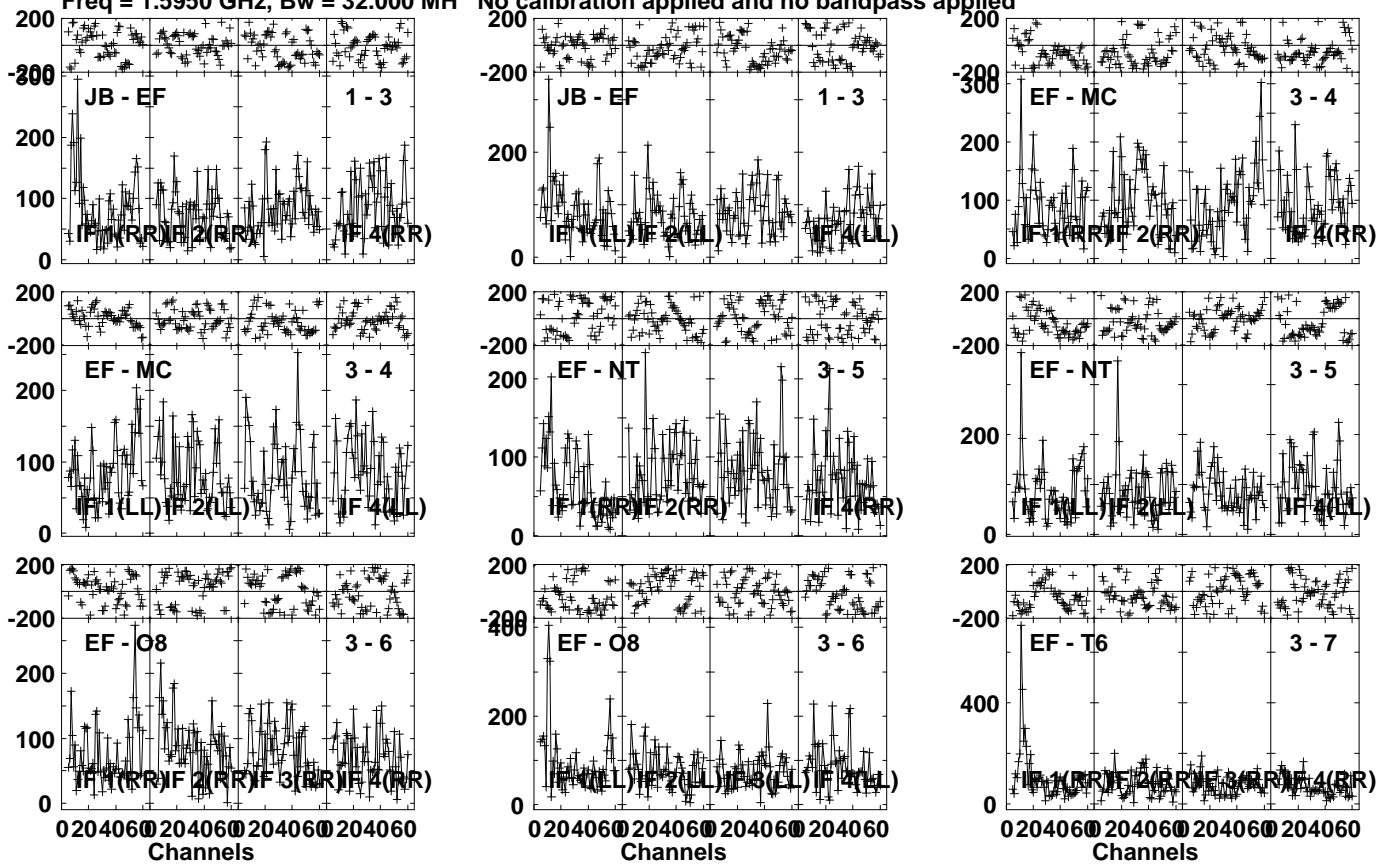 Freq = 1.5950 GHz, Bw = 32.000 MH No calibration applied and no bandpass applied
200
-200
300
200
100
0
JB - EF 1 - 3
IF 1(RR) IF 2(RR) IF 4(RR)
200
-200
200
0
JB - EF 1 - 3
IF 1(LL) IF 2(LL) IF 4(LL)
200
-200
300
200
100
0
EF - MC 3 - 4
IF 1(RR) IF 2(RR) IF 4(RR)
200
-200
200
100
0
EF - MC 3 - 4
IF 1(LL) IF 2(LL) IF 4(LL)
200
-200
200
100
0
EF - NT 3 - 5
IF 1(RR) IF 2(RR) IF 4(RR)
200
-200
200
0
EF - NT 3 - 5
IF 1(LL) IF 2(LL) IF 4(LL)
200
-200
200
100
0
EF - O8 3 - 6
IF 1(RR) IF 2(RR) IF 3(RR) IF 4(RR)
0 20 40 60 0 20 40 60 0 20 40 60 0 20 40 60
Channels
200
-200
400
200
0
EF - O8 3 - 6
IF 1(LL) IF 2(LL) IF 3(LL) IF 4(LL)
0 20 40 60 0 20 40 60 0 20 40 60 0 20 40 60
Channels
200
-200
400
200
0
EF - T6 3 - 7
IF 1(RR) IF 2(RR) IF 3(RR) IF 4(RR)
0 20 40 60 0 20 40 60 0 20 40 60 0 20 40 60
Channels